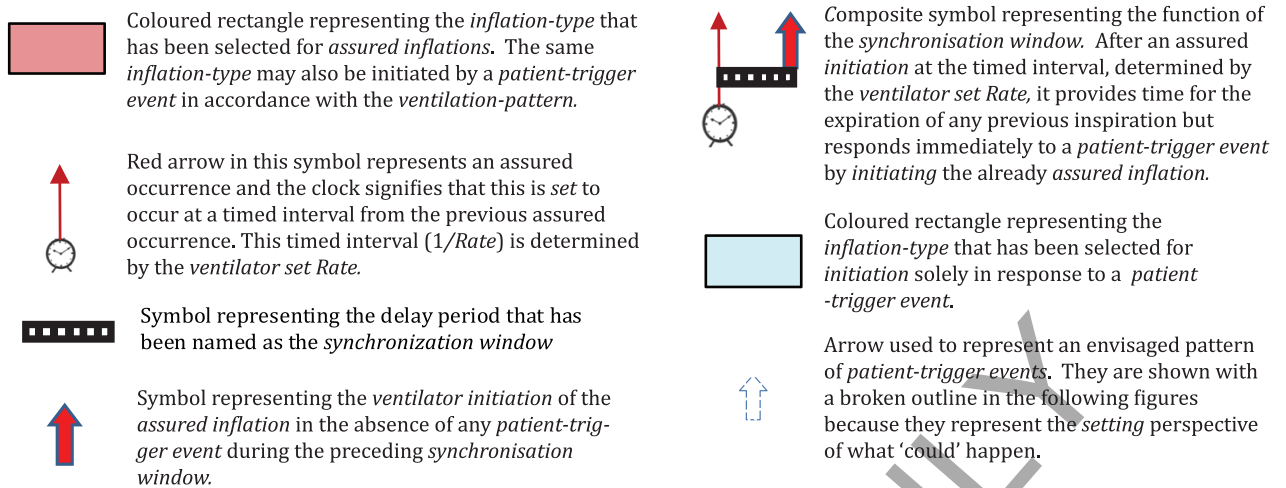 Coloured rectangle representing the inflation-type that
has been selected for assured inflations. The same
inflation-type may also be initiated by a patient-trigger
event in accordance with the ventilation-pattern.
Red arrow in this symbol represents an assured
occurrence and the clock signifies that this is set to
occur at a timed interval from the previous assured
occurrence. This timed interval (1/Rate) is determined
by the ventilator set Rate.
Symbol representing the delay period that has
been named as the synchronization window
Symbol representing the ventilator initiation of the
assured inflation in the absence of any patient-trig-
ger event during the preceding synchronisation
window.
Composite symbol representing the function of
the synchronisation window. After an assured
initiation at the timed interval, determined by
the ventilator set Rate, it provides time for the
expiration of any previous inspiration but
responds immediately to a patient-trigger event
by initiating the already assured inflation.
Coloured rectangle representing the
inflation-type that has been selected for
initiation solely in response to a patient
-trigger event.
Arrow used to represent an envisaged pattern
of patient-trigger events. They are shown with
a broken outline in the following figures
because they represent the setting perspective
of what ‘could’ happen.
LY